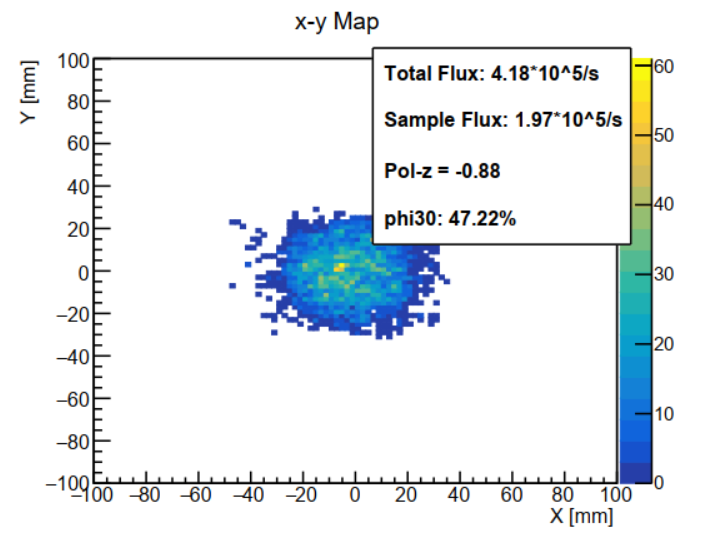 x-y Map
Y [mm]
100
80
60
40
20
0
−20
−40
−60
−80
−100
Total Flux: 4.18*10^5/s
Sample Flux: 1.97*10^5/s
Pol-z = -0.88
phi30: 47.22%
60
50
40
30
20
10
0
−100 −80 −60 −40 −20 0 20 40 60 80 100
X [mm]